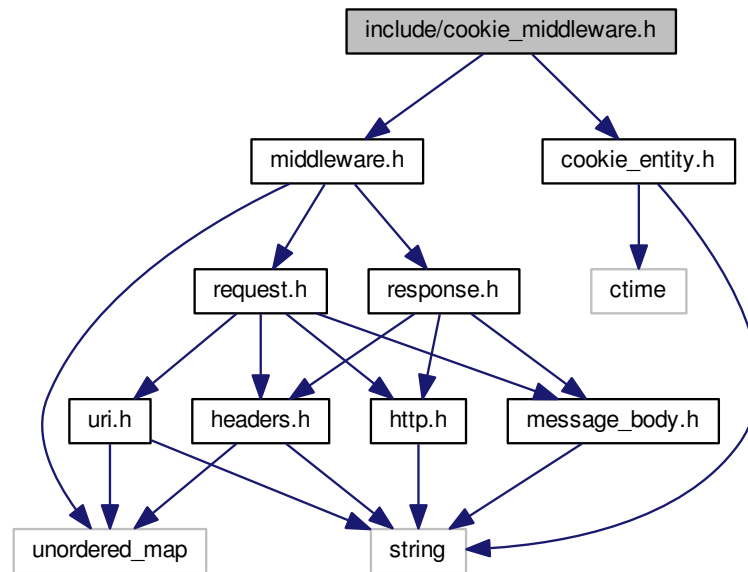 include/cookie_middleware.h
middleware.h
cookie_entity.h
request.h
response.h
ctime
uri.h
headers.h
http.h
message_body.h
unordered_map
string